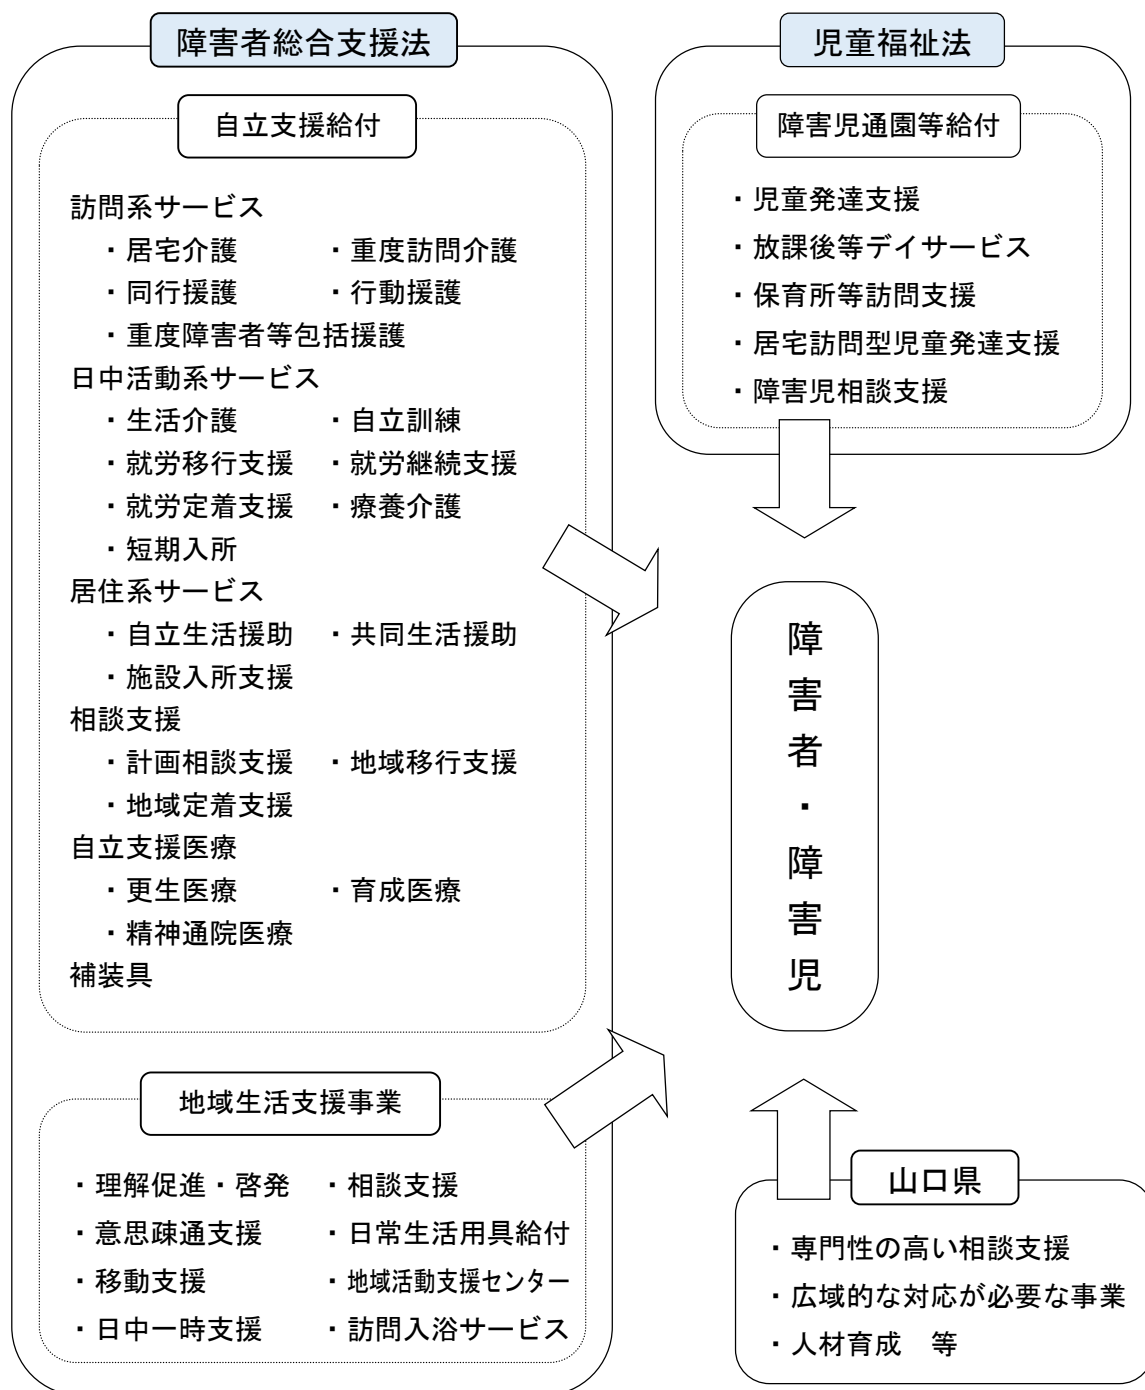 障害者総合支援法
自立支援給付
訪問系サービス
・居宅介護 ・重度訪問介護
・同行援護 ・行動援護
・重度障害者等包括援護
日中活動系サービス
・生活介護 ・自立訓練
・就労移行支援 ・就労継続支援
・就労定着支援 ・療養介護
・短期入所
居住系サービス
・自立生活援助 ・共同生活援助
・施設入所支援
相談支援
・計画相談支援 ・地域移行支援
・地域定着支援
自立支援医療
・更生医療 ・育成医療
・精神通院医療
補装具
地域生活支援事業
・理解促進・啓発 ・相談支援
・意思疎通支援 ・日常生活用具給付
・移動支援 ・地域活動支援センター
・日中一時支援 ・訪問入浴サービス
児童福祉法
障害児通園等給付
・児童発達支援
・放課後等デイサービス
・保育所等訪問支援
・居宅訪問型児童発達支援
・障害児相談支援
障害者・障害児
山口県
・専門性の高い相談支援
・広域的な対応が必要な事業
・人材育成 等